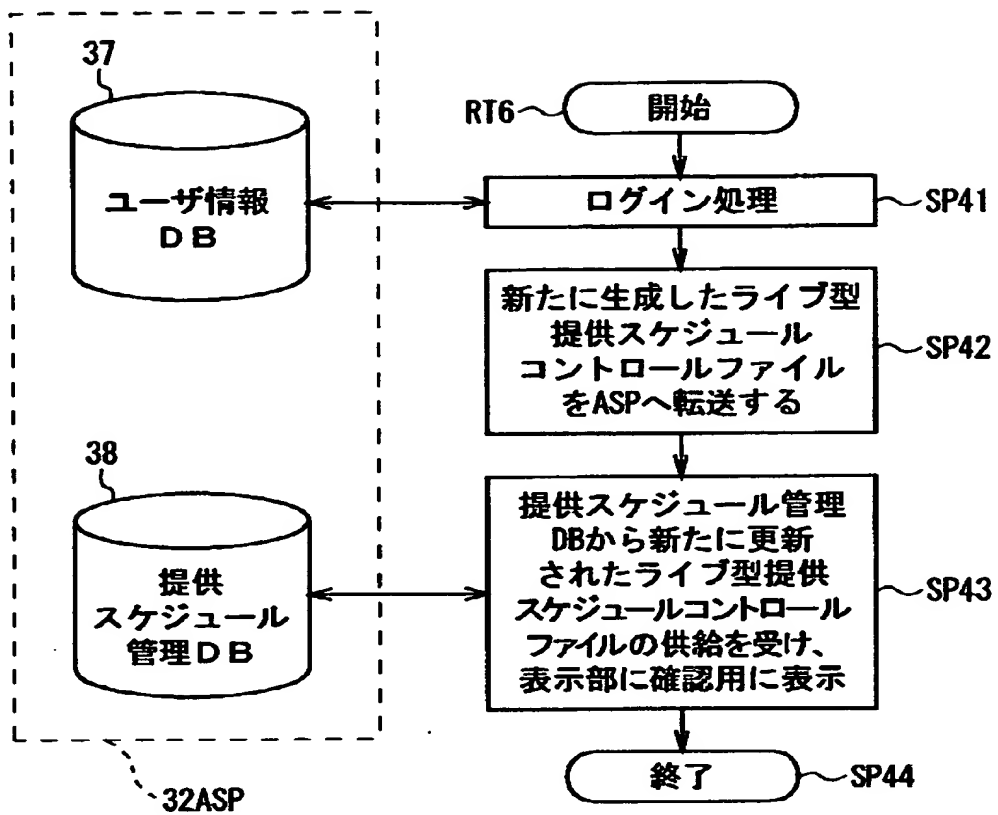 37
ユーザ情報
DB
38
提供
スケジュール
管理DB
32ASP
RT6
開始
ログイン処理
SP41
新たに生成したライブ型
提供スケジュール
コントロールファイル
をASPへ転送する
SP42
提供スケジュール管理
DBから新たに更新
されたライブ型提供
スケジュールコントロール
ファイルの供給を受け、
表示部に確認用に表示
SP43
終了
SP44